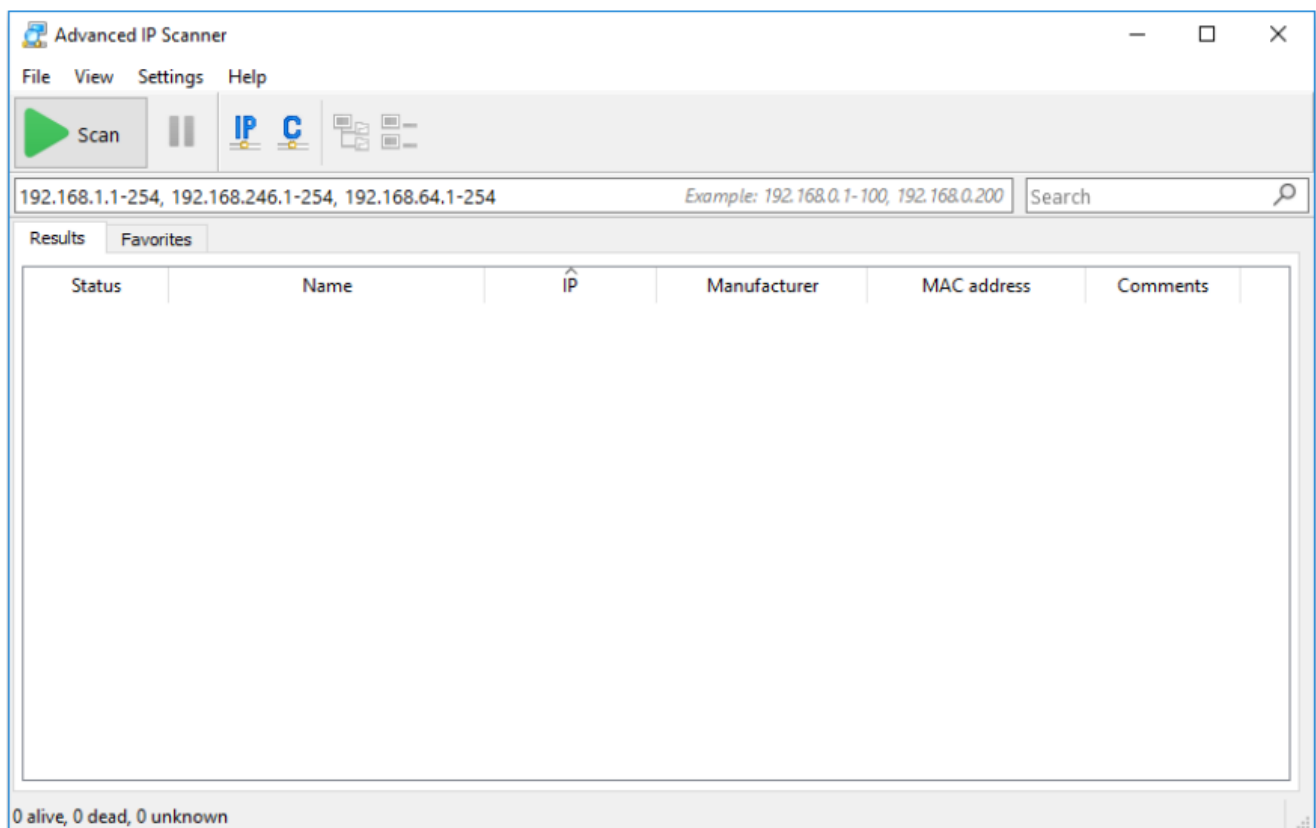 Advanced IP Scanner
File View Settings Help
Scan IP C
192.168.1.1-254, 192.168.246.1-254, 192.168.64.1-254 Example: 192.168.0.1-100, 192.168.0.200 Search
Results Favorites
Status Name IP Manufacturer MAC address Comments
0 alive, 0 dead, 0 unknown